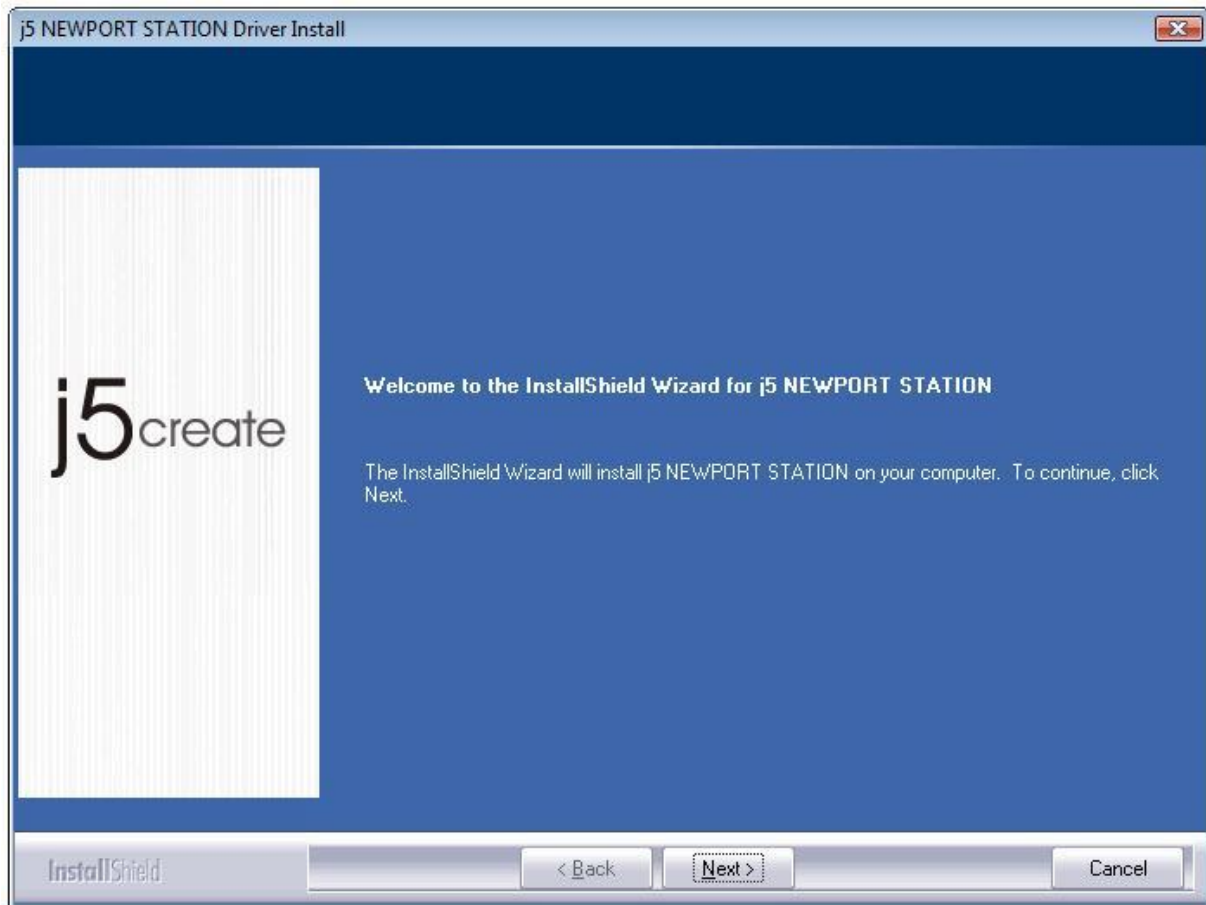 j5 NEWPORT STATION Driver Install
j5create
Welcome to the InstallShield Wizard for j5 NEWPORT STATION
The InstallShield Wizard will install j5 NEWPORT STATION on your computer.  To continue, click
Next.
InstallShield
< Back
Next >
Cancel